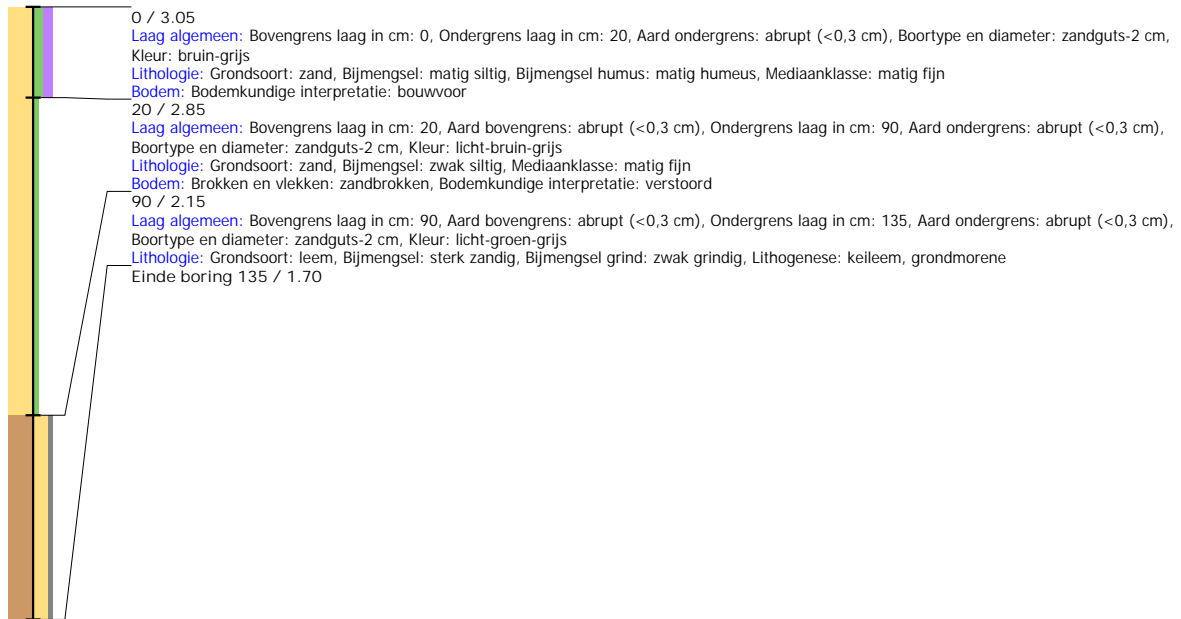 0 / 3.05
Laag algemeen: Bovengrens laag in cm: 0, Ondergrens laag in cm: 20, Aard ondergrens: abrupt (<0,3 cm), Boortype en diameter: zandguts-2 cm,
Kleur: bruin-grijs
Lithologie: Grondsoort: zand, Bijmengsel: matig siltig, Bijmengsel humus: matig humeus, Mediaanklasse: matig fijn
Bodem: Bodemkundige interpretatie: bouwvoor
20 / 2.85
Laag algemeen: Bovengrens laag in cm: 20, Aard bovengrens: abrupt (<0,3 cm), Ondergrens laag in cm: 90, Aard ondergrens: abrupt (<0,3 cm),
Boortype en diameter: zandguts-2 cm, Kleur: licht-bruin-grijs
Lithologie: Grondsoort: zand, Bijmengsel: zwak siltig, Mediaanklasse: matig fijn
Bodem: Brokken en vlekken: zandbrokken, Bodemkundige interpretatie: verstoord
90 / 2.15
Laag algemeen: Bovengrens laag in cm: 90, Aard bovengrens: abrupt (<0,3 cm), Ondergrens laag in cm: 135, Aard ondergrens: abrupt (<0,3 cm),
Boortype en diameter: zandguts-2 cm, Kleur: licht-groen-grijs
Lithologie: Grondsoort: leem, Bijmengsel: sterk zandig, Bijmengsel grind: zwak grindig, Lithogenese: keileem, grondmorene
Einde boring 135 / 1.70